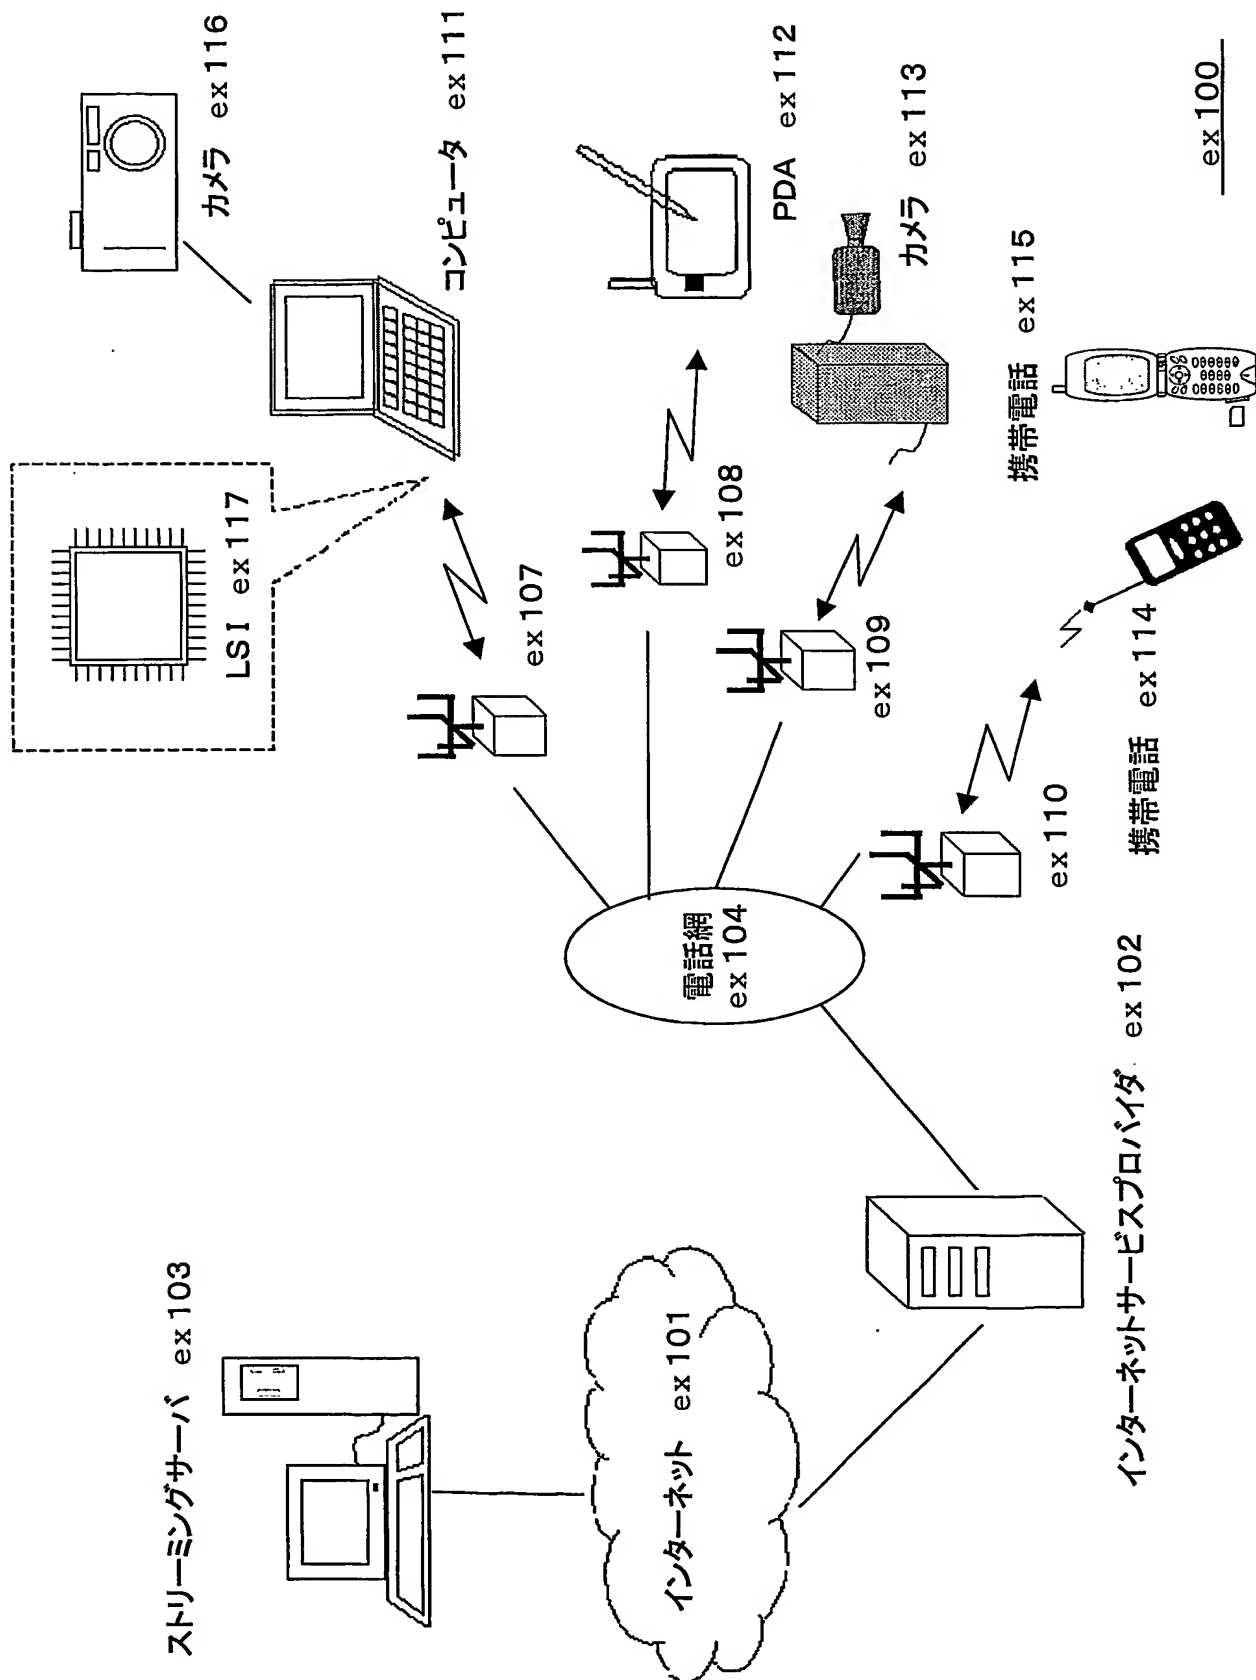 ストリーミングサーバ ex103
インターネット ex101
インターネットサービスプロバイダ ex102
電話網
ex104
LSI ex117
ex107
ex108
ex109
ex110
カメラ ex116
コンピュータ ex111
PDA ex112
カメラ ex113
携帯電話 ex115
携帯電話 ex114
ex100